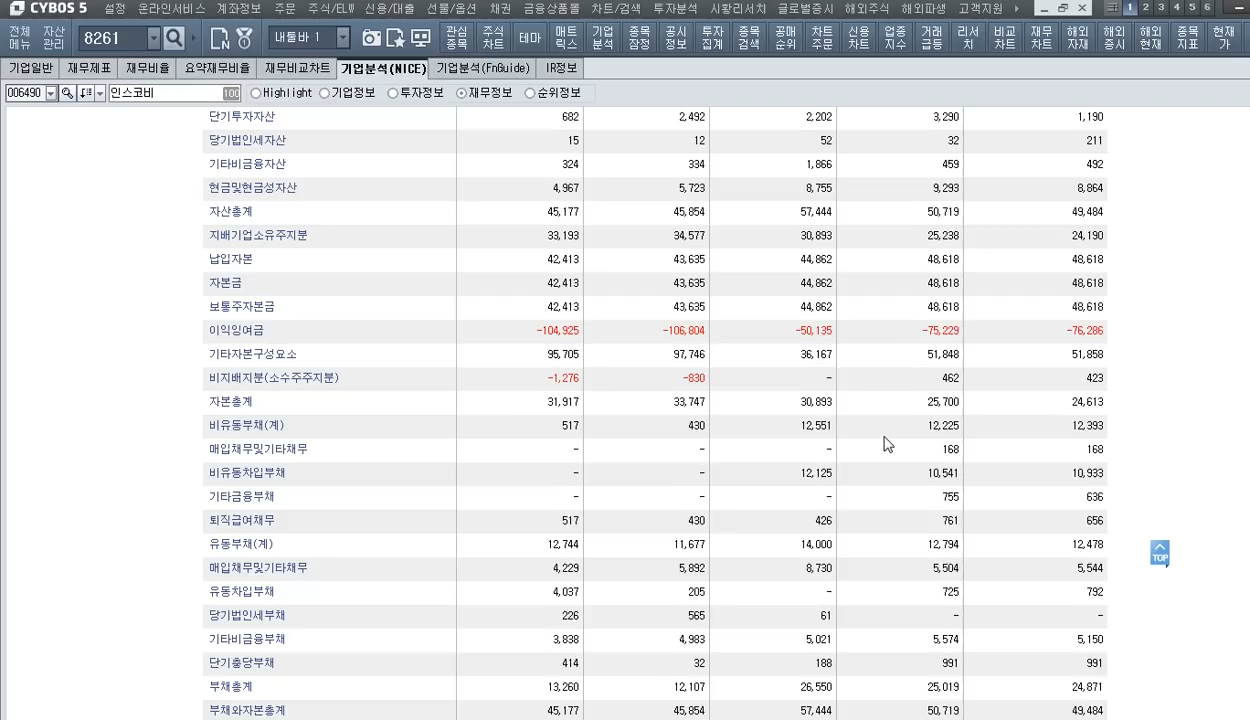 CYBOS 5 설정 온라인서비스 계좌정보 주문 주식/ELW 신용/대출 선물/옵션 채권 금융상품몰 차트/검색 투자분석 시황리서치 글로벌증시 해외주식 해외파생 고객지원 1 2 3 4 5 6
전체메뉴 자산관리 8261 내툴바 1 관심종목 주식차트 테마 매트릭스 기업분석 종목잠정 공시정보 투자집계 종목검색 공매순위 차트주문 신용차트 업종지수 거래급등 리서치 비교차트 재무차트 해외자재 해외증시 해외현재 종목지표 현재가
기업일반 재무제표 재무비율 요약재무비율 재무비교차트 기업분석(NICE) 기업분석(FnGuide) IR정보
006490 인스코비 100 Highlight 기업정보 투자정보 재무정보 순위정보
단기투자자산 682 2,492 2,202 3,290 1,190
당기법인세자산 15 12 52 32 211
기타비금융자산 324 334 1,866 459 492
현금및현금성자산 4,967 5,723 8,755 9,293 8,864
자산총계 45,177 45,854 57,444 50,719 49,484
지배기업소유주지분 33,193 34,577 30,893 25,238 24,190
납입자본 42,413 43,635 44,862 48,618 48,618
자본금 42,413 43,635 44,862 48,618 48,618
보통주자본금 42,413 43,635 44,862 48,618 48,618
이익잉여금 -104,925 -106,804 -50,135 -75,229 -76,286
기타자본구성요소 95,705 97,746 36,167 51,848 51,858
비지배지분(소수주주지분) -1,276 -830 - 462 423
자본총계 31,917 33,747 30,893 25,700 24,613
비유동부채(계) 517 430 12,551 12,225 12,393
매입채무및기타채무 - - - 168 168
비유동차입부채 - - 12,125 10,541 10,933
기타금융부채 - - - 755 636
퇴직급여채무 517 430 426 761 656
유동부채(계) 12,744 11,677 14,000 12,794 12,478
매입채무및기타채무 4,229 5,892 8,730 5,504 5,544
유동차입부채 4,037 205 - 725 792
당기법인세부채 226 565 61 - -
기타비금융부채 3,838 4,983 5,021 5,574 5,150
단기충당부채 414 32 188 991 991
부채총계 13,260 12,107 26,550 25,019 24,871
부채와자본총계 45,177 45,854 57,444 50,719 49,484
TOP